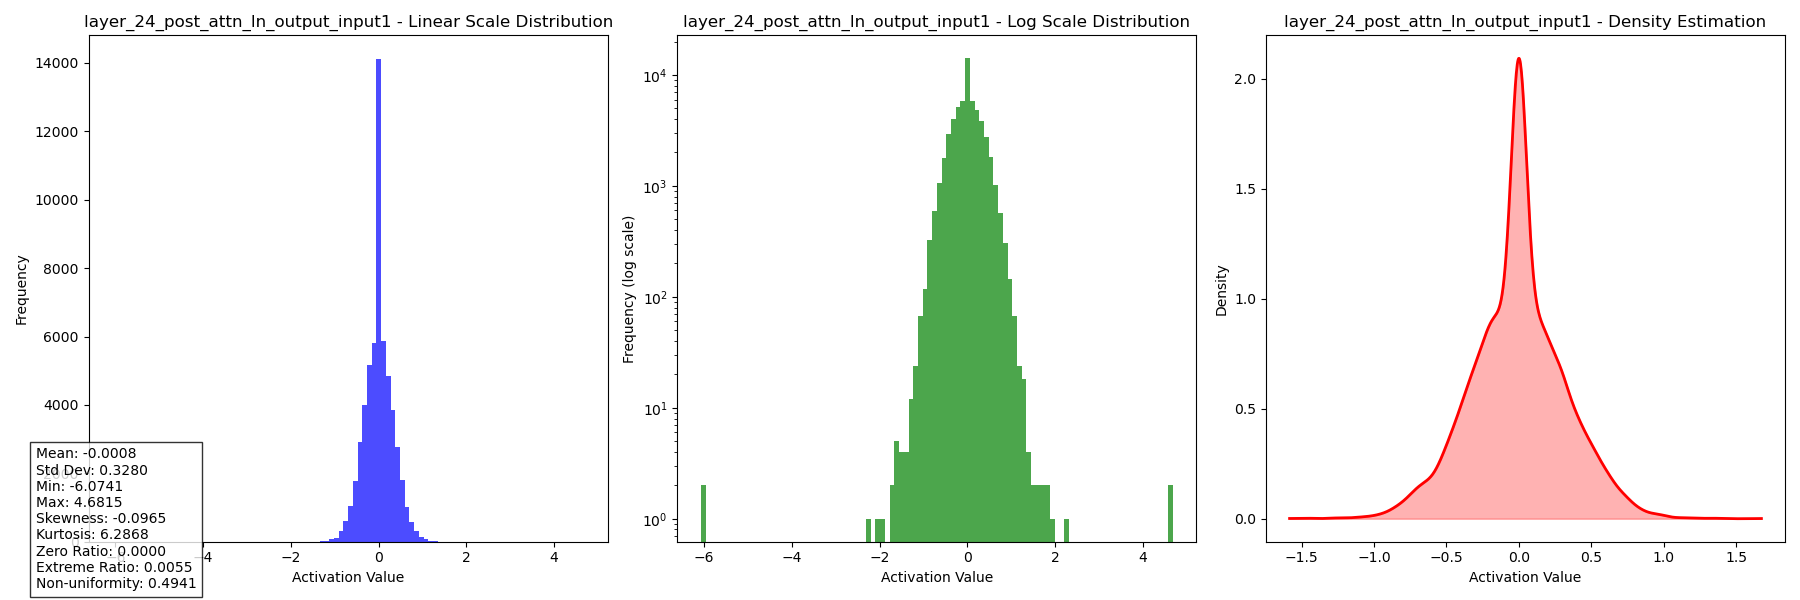 layer_24_post_attn_ln_output_input1 - Linear Scale Distribution
14000
12000
10000
8000
6000
4000
2000
0
Frequency
−6
−4
−2
0
2
4
Activation Value
Mean: -0.0008
Std Dev: 0.3280
Min: -6.0741
Max: 4.6815
Skewness: -0.0965
Kurtosis: 6.2868
Zero Ratio: 0.0000
Extreme Ratio: 0.0055
Non-uniformity: 0.4941
layer_24_post_attn_ln_output_input1 - Log Scale Distribution
10⁴
10³
10²
10¹
10⁰
Frequency (log scale)
−6
−4
−2
0
2
4
Activation Value
layer_24_post_attn_ln_output_input1 - Density Estimation
2.0
1.5
1.0
0.5
0.0
Density
−1.5
−1.0
−0.5
0.0
0.5
1.0
1.5
Activation Value